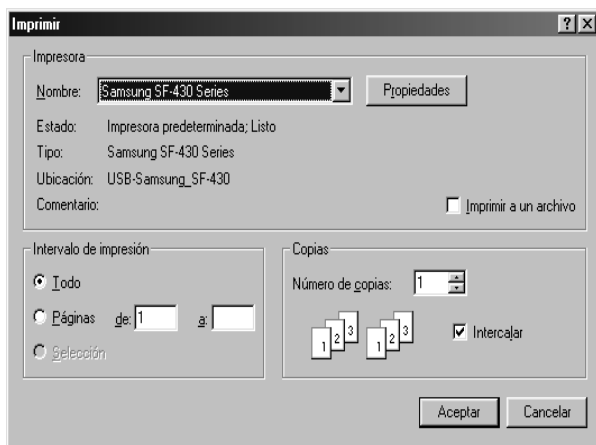 Imprimir
Impresora
Nombre: Samsung SF-430 Series Propiedades
Estado: Impresora predeterminada; Listo
Tipo: Samsung SF-430 Series
Ubicación: USB-Samsung_SF-430
Comentario: Imprimir a un archivo
Intervalo de impresión
Todo
Páginas de: 1 a:
Selección
Copias
Número de copias: 1
1 2 3 1 2 3 Intercalar
Aceptar Cancelar